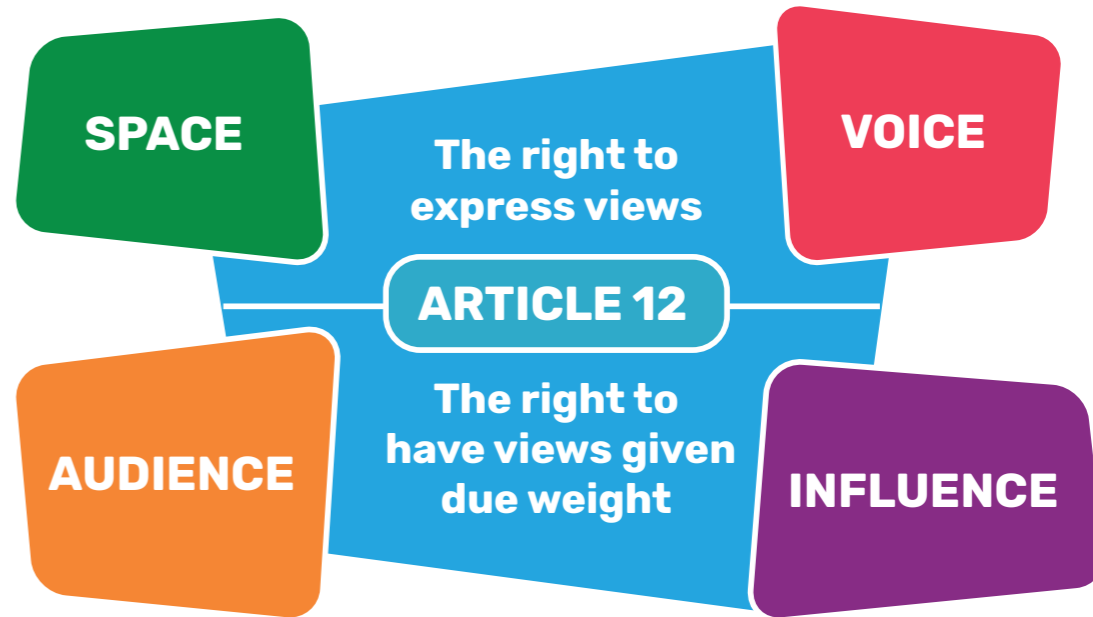 SPACE
VOICE
The right to
express views
ARTICLE 12
The right to
have views given
due weight
AUDIENCE
INFLUENCE